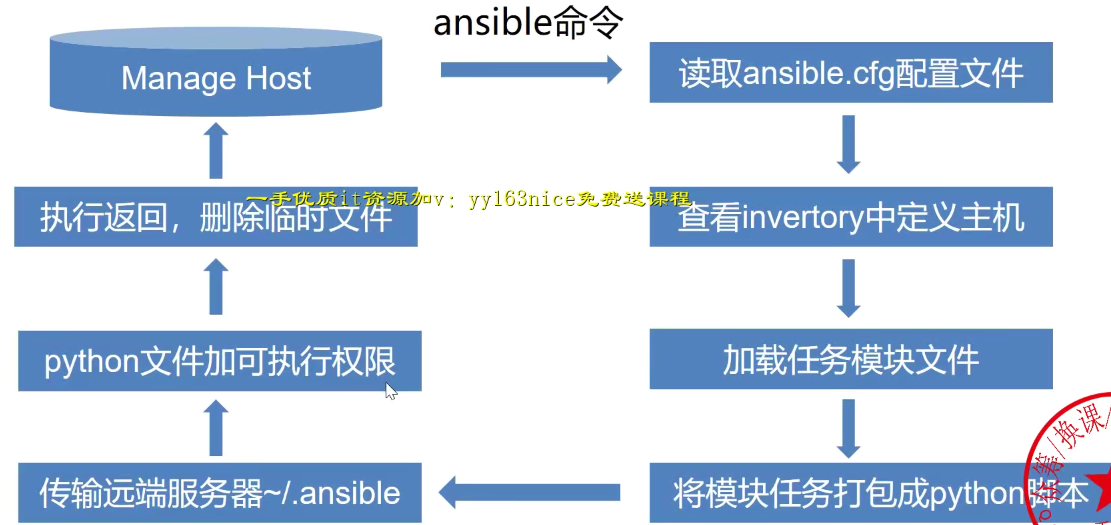 ansible命令
Manage Host
读取ansible.cfg配置文件
一手优质it资源加v：yy163nice免费送课程
执行返回，删除临时文件
查看invertory中定义主机
python文件加可执行权限
加载任务模块文件
传输远端服务器~/.ansible
将模块任务打包成python脚本
众筹/换课/